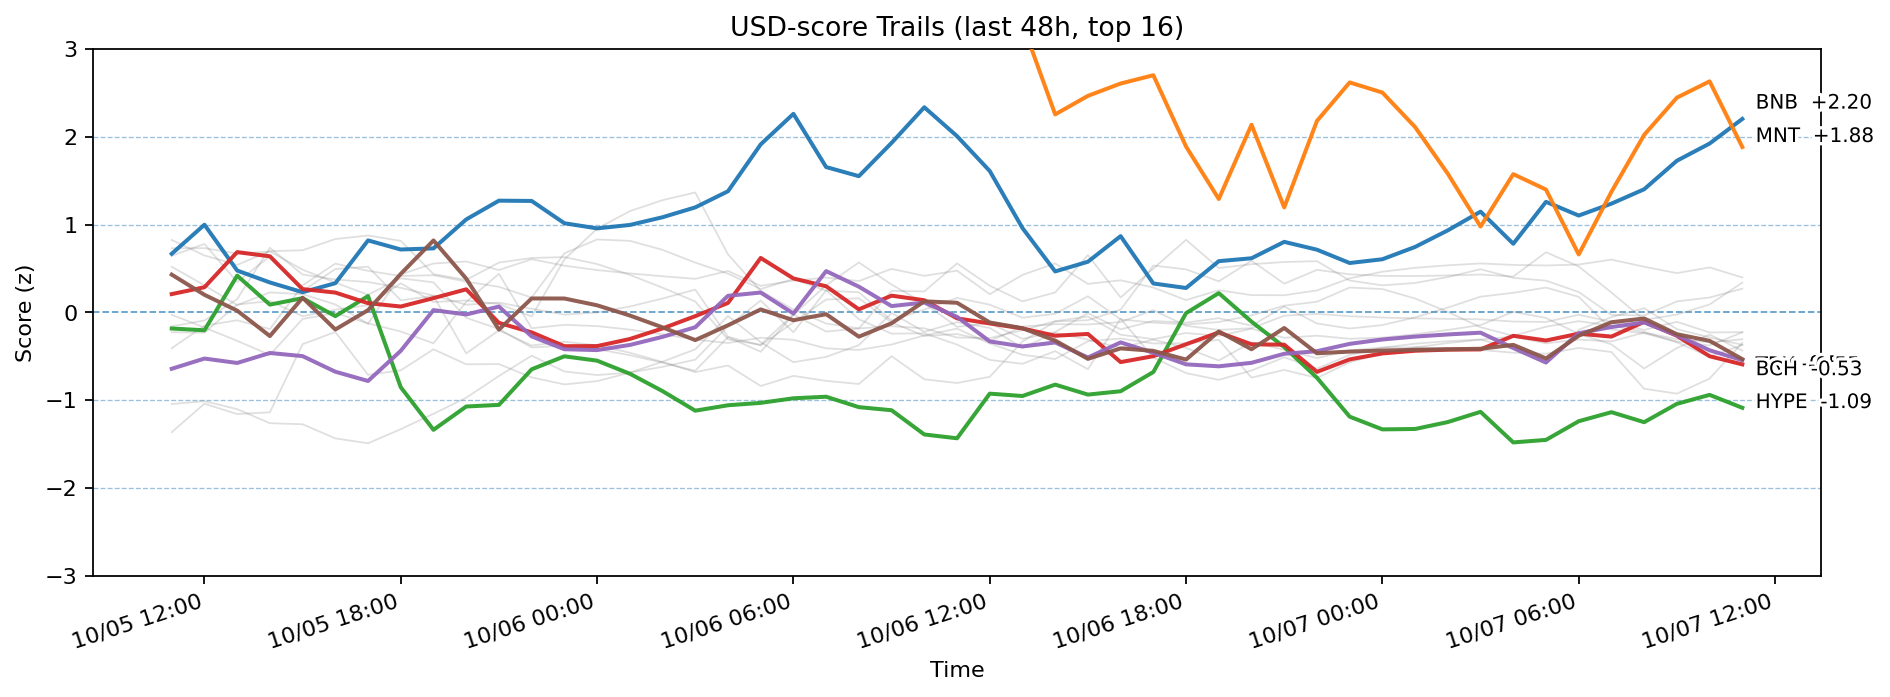 USD-score Trails (last 48h, top 16)
Score (z)
3
2
1
0
−1
−2
−3
BNB +2.20
MNT +1.88
BCH -0.53
HYPE -1.09
10/05 12:00
10/05 18:00
10/06 00:00
10/06 06:00
10/06 12:00
10/06 18:00
10/07 00:00
10/07 06:00
10/07 12:00
Time